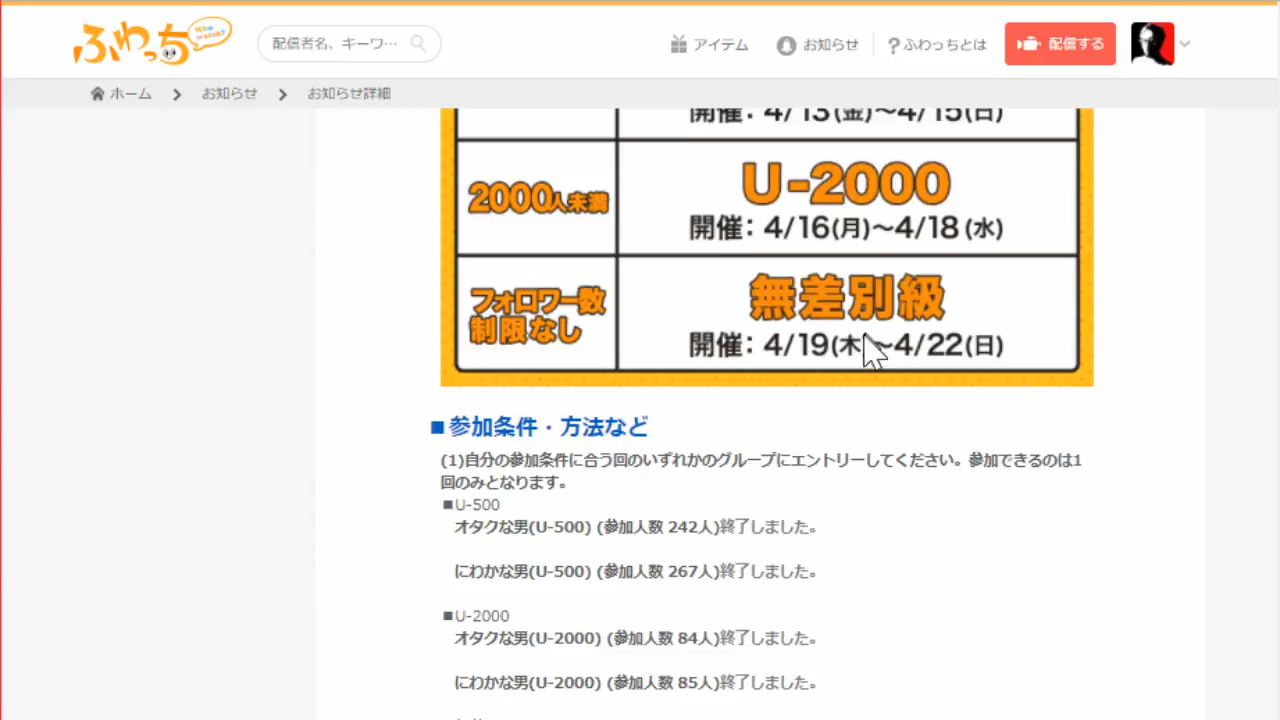 ふわっち Who watch?
配信者名、キーワ…
アイテム
お知らせ
?ふわっちとは
配信する
ホーム > お知らせ > お知らせ詳細
開催：4/13(金)〜4/15(日)
2000人未満
U-2000
開催：4/16(月)〜4/18(水)
フォロワー数
制限なし
無差別級
開催：4/19(木)〜4/22(日)
■参加条件・方法など
(1)自分の参加条件に合う回のいずれかのグループにエントリーしてください。参加できるのは1
回のみとなります。
■U-500
オタクな男(U-500) (参加人数 242人)終了しました。
にわかな男(U-500) (参加人数 267人)終了しました。
■U-2000
オタクな男(U-2000) (参加人数 84人)終了しました。
にわかな男(U-2000) (参加人数 85人)終了しました。